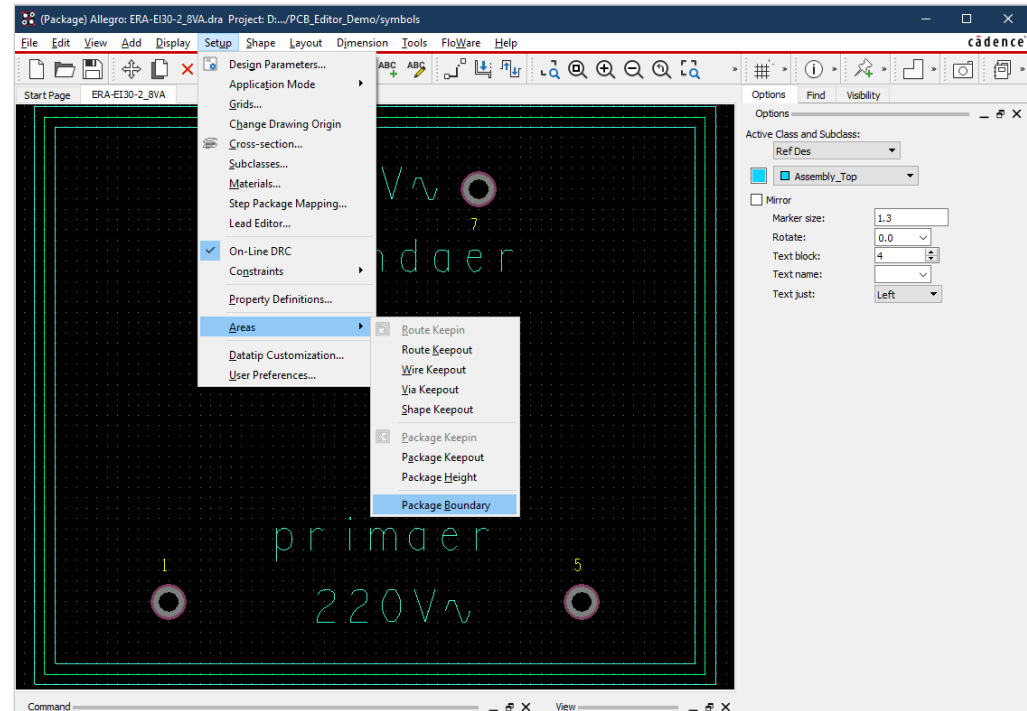 (Package) Allegro: ERA-EI30-2_8VA.dra Project: D:.../PCB_Editor_Demo/symbols
File Edit View Add Display Setup Shape Layout Dimension Tools FloWare Help
cādence
ABC ABC
Start Page ERA-EI30-2_8VA
Design Parameters...
Application Mode
Grids...
Change Drawing Origin
Cross-section...
Subclasses...
Materials...
Step Package Mapping...
Lead Editor...
On-Line DRC
Constraints
Property Definitions...
Areas
Datatip Customization...
User Preferences...
Route Keepin
Route Keepout
Wire Keepout
Via Keepout
Shape Keepout
Package Keepin
Package Keepout
Package Height
Package Boundary
V
7
ndaer
primaer
1
5
220V
Options Find Visibility
Options
Active Class and Subclass:
Ref Des
Assembly_Top
Mirror
Marker size: 1.3
Rotate: 0.0
Text block: 4
Text name:
Text just: Left
Command
View